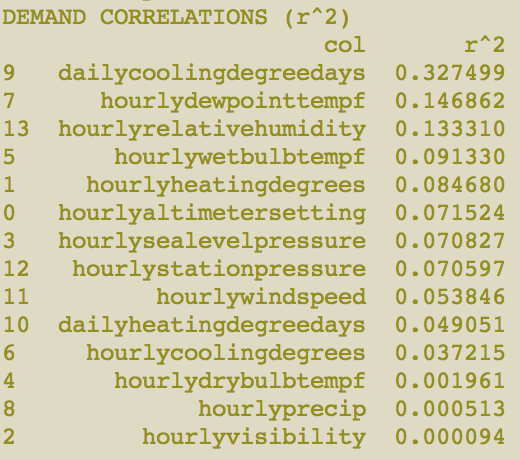 DEMAND CORRELATIONS (r^2)
col r^2
9 dailycoolingdegreedays 0.327499
7 hourlydewpointtempf 0.146862
13 hourlyrelativehumidity 0.133310
5 hourlywetbulbtempf 0.091330
1 hourlyheatingdegrees 0.084680
0 hourlyaltimetersetting 0.071524
3 hourlysealevelpressure 0.070827
12 hourlystationpressure 0.070597
11 hourlywindspeed 0.053846
10 dailyheatingdegreedays 0.049051
6 hourlycoolingdegrees 0.037215
4 hourlydrybulbtempf 0.001961
8 hourlyprecip 0.000513
2 hourlyvisibility 0.000094